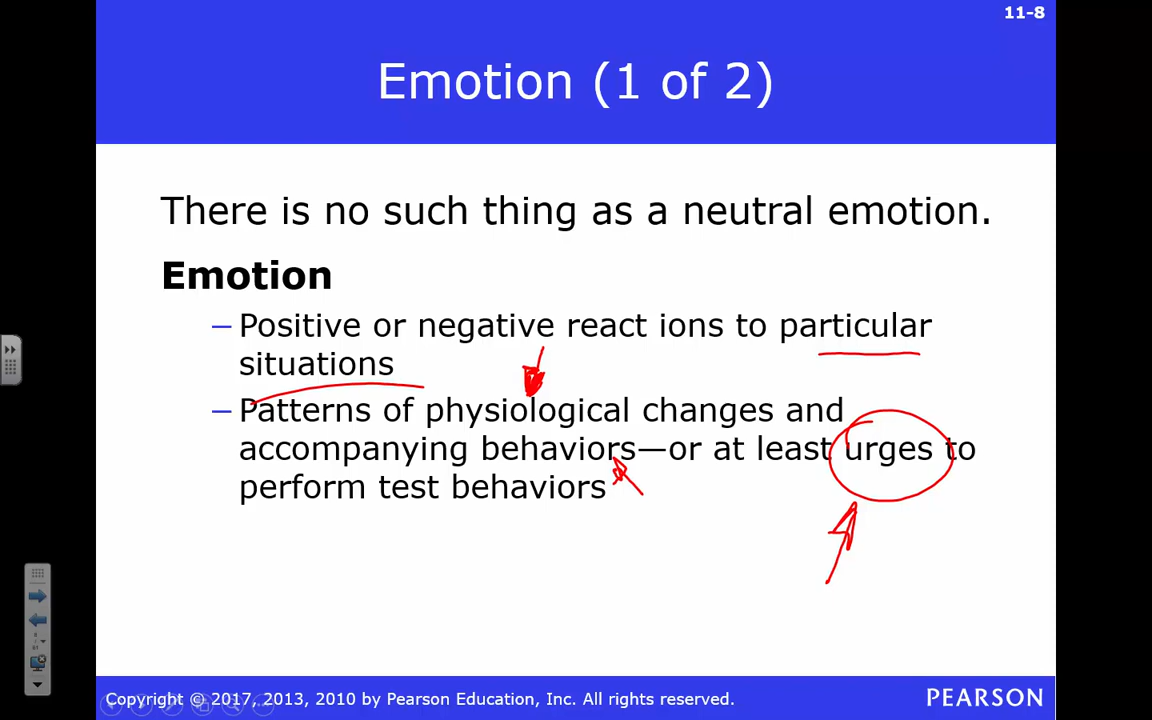 11-8
Emotion (1 of 2)
There is no such thing as a neutral emotion.
Emotion
– Positive or negative react ions to particular
situations
– Patterns of physiological changes and
accompanying behaviors—or at least urges to
perform test behaviors
Copyright © 2017, 2013, 2010 by Pearson Education, Inc. All rights reserved.
PEARSON